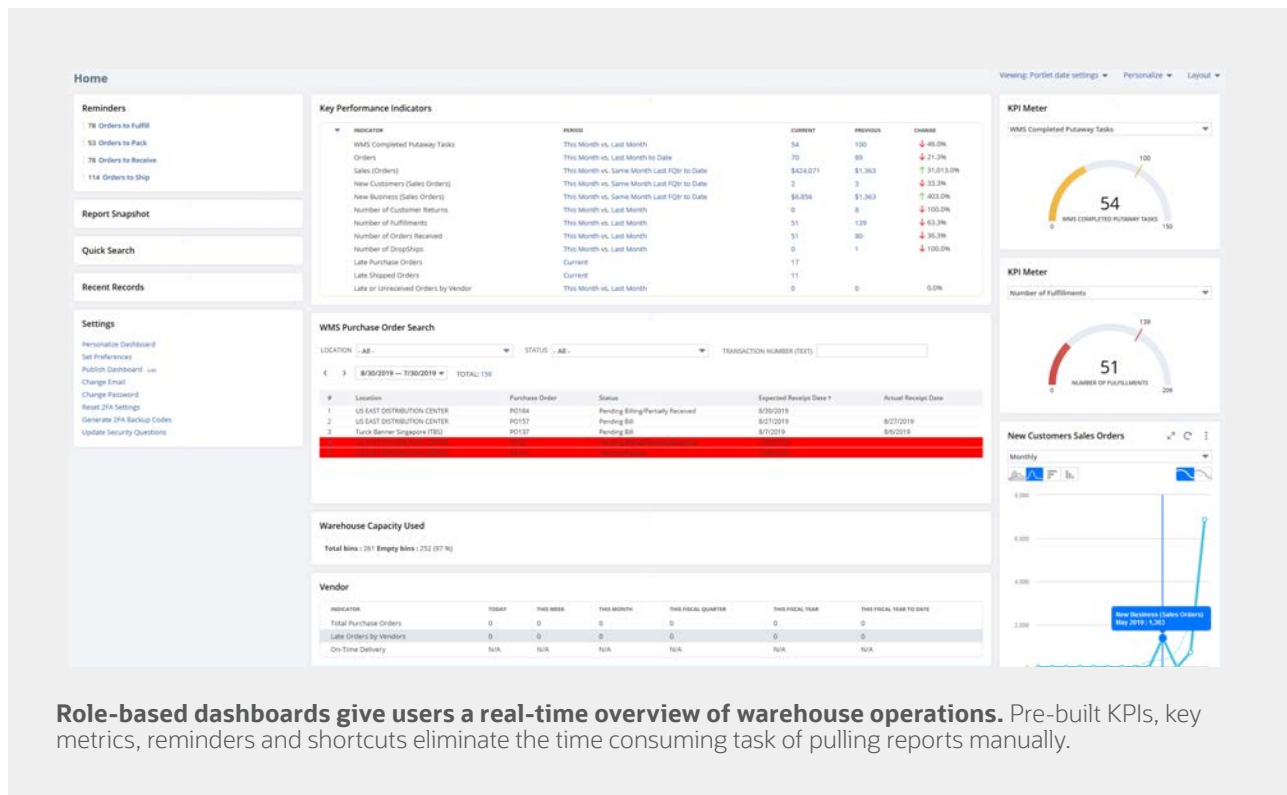 Home
Viewing: Portlet date settings Personalize Layout
Reminders
78 Orders to Fulfill
53 Orders to Pack
78 Orders to Receive
114 Orders to Ship
Report Snapshot
Quick Search
Recent Records
Settings
Personalize Dashboard
Set Preferences
Publish Dashboard
Change Email
Change Password
Reset 2FA Settings
Generate 2FA Backup Codes
Update Security Questions
Key Performance Indicators
INDICATOR PERIOD CURRENT PREVIOUS CHANGE
WMS Completed Putaway Tasks This Month vs. Last Month 54 100 46.0%
Orders This Month vs. Last Month to Date 70 89 21.3%
Sales (Orders) This Month vs. Same Month Last FQtr to Date $424,071 $1,363 31,013.0%
New Customers (Sales Orders) This Month vs. Same Month Last FQtr to Date 2 3 33.3%
New Business (Sales Orders) This Month vs. Same Month Last FQtr to Date $6,856 $1,363 403.0%
Number of Customer Returns This Month vs. Last Month 0 8 100.0%
Number of Fulfillments This Month vs. Last Month 51 139 63.3%
Number of Orders Received This Month vs. Last Month 51 80 36.3%
Number of DropShips This Month vs. Last Month 0 1 100.0%
Late Purchase Orders Current 17
Late Shipped Orders Current 11
Late or Unreceived Orders by Vendor This Month vs. Last Month 0 0 0.0%
WMS Purchase Order Search
LOCATION - All - STATUS - All - TRANSACTION NUMBER (TEXT)
8/30/2019 — 7/30/2019 TOTAL: 159
# Location Purchase Order Status Expected Receipt Date Actual Receipt Date
1 US EAST DISTRIBUTION CENTER PO164 Pending Billing/Partially Received 8/30/2019
2 US EAST DISTRIBUTION CENTER PO157 Pending Bill 8/27/2019 8/27/2019
3 Turck Banner Singapore (TBS) PO137 Pending Bill 8/7/2019 8/6/2019
Warehouse Capacity Used
Total bins : 261 Empty bins : 252 (97 %)
Vendor
INDICATOR TODAY THIS WEEK THIS MONTH THIS FISCAL QUARTER THIS FISCAL YEAR THIS FISCAL YEAR TO DATE
Total Purchase Orders 0 0 0 0 0 0
Late Orders by Vendors 0 0 0 0 0 0
On-Time Delivery N/A N/A N/A N/A N/A N/A
KPI Meter
WMS Completed Putaway Tasks
100
54
WMS COMPLETED PUTAWAY TASKS
0 150
KPI Meter
Number of Fulfillments
139
51
NUMBER OF FULFILLMENTS
0 209
New Customers Sales Orders
Monthly
6,000
4,000
2,000
New Business (Sales Orders)
May 2019 : 1,363
0
Role-based dashboards give users a real-time overview of warehouse operations. Pre-built KPIs, key
metrics, reminders and shortcuts eliminate the time consuming task of pulling reports manually.